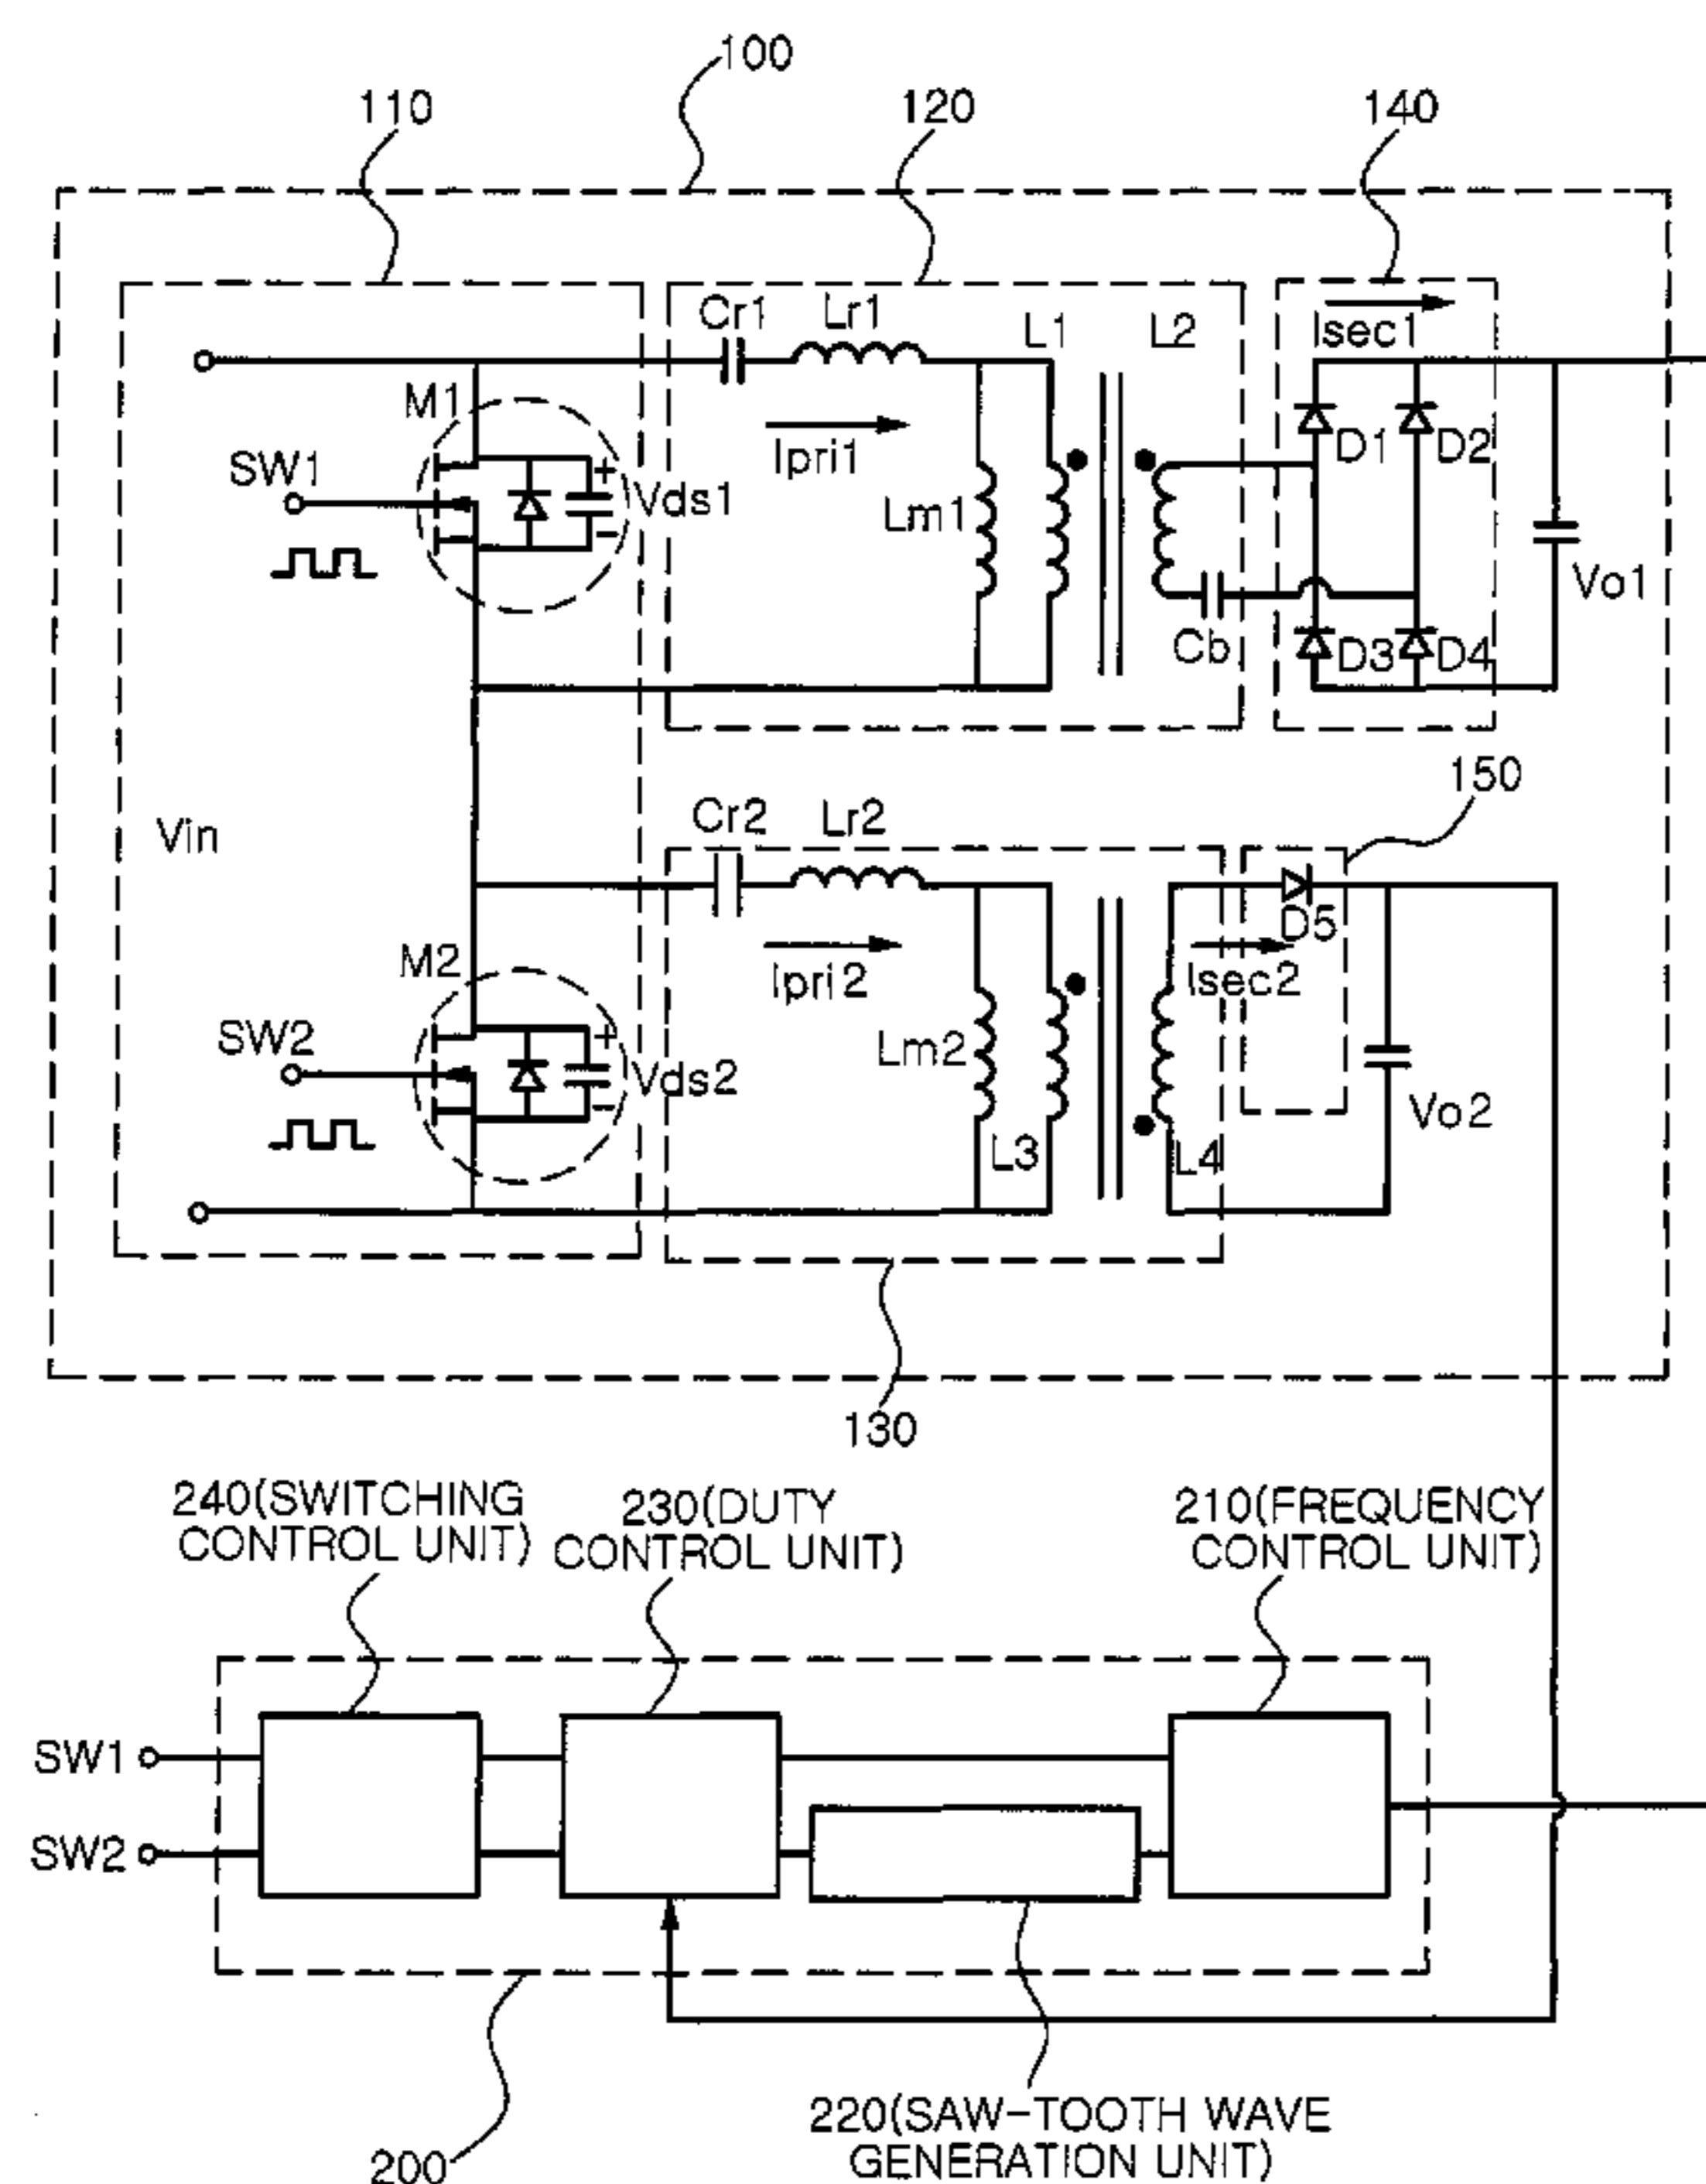 100
110
120
140
Cr1
Lr1
L1
L2
Isec1
M1
Ipri1
D1
D2
SW1
Vds1
Lm1
Vo1
Cb
D3
D4
150
Vin
Cr2
Lr2
M2
Ipri2
D5
Isec2
SW2
Vds2
Lm2
Vo2
L3
L4
130
240(SWITCHING
CONTROL UNIT)
230(DUTY
CONTROL UNIT)
210(FREQUENCY
CONTROL UNIT)
SW1
SW2
220(SAW-TOOTH WAVE
GENERATION UNIT)
200